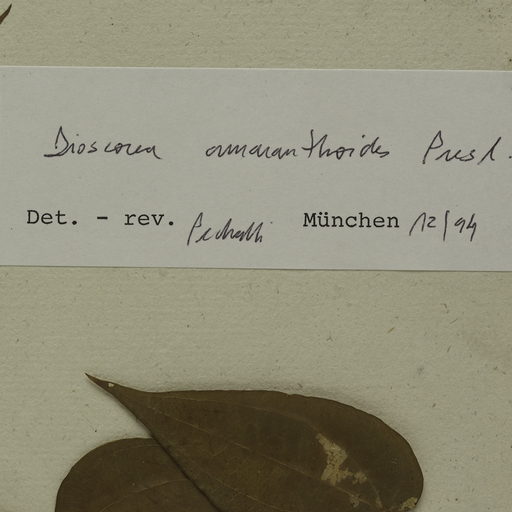 Dioscorea amaranthoides Presl.
Det. - rev. Pedralli München 12/94